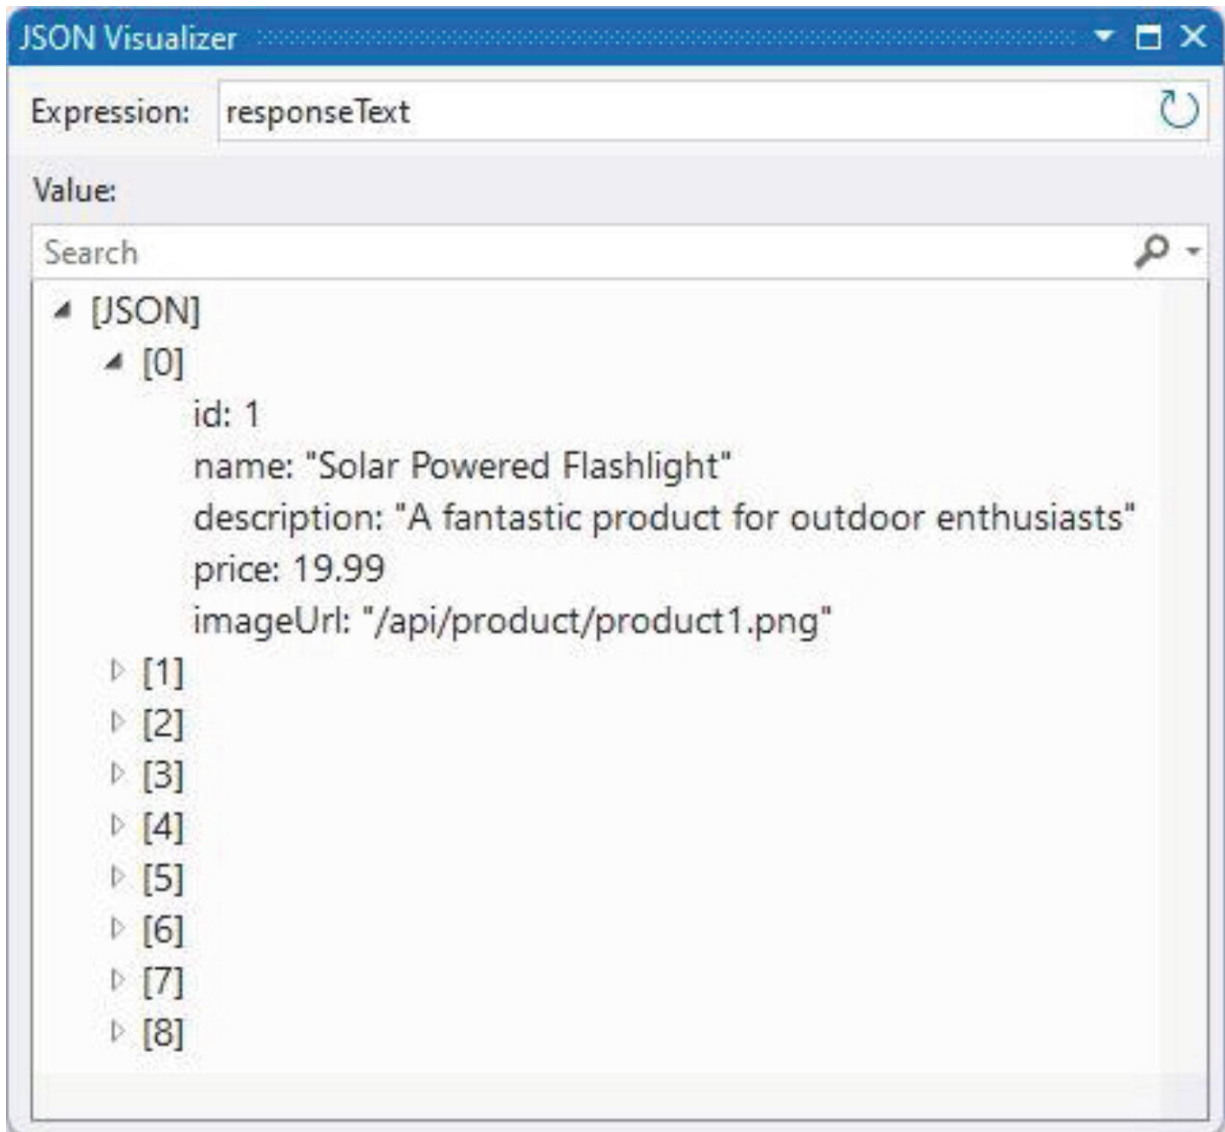 JSON Visualizer
Expression: responseText
Value:
Search
[JSON]
[0]
id: 1
name: "Solar Powered Flashlight"
description: "A fantastic product for outdoor enthusiasts"
price: 19.99
imageUrl: "/api/product/product1.png"
[1]
[2]
[3]
[4]
[5]
[6]
[7]
[8]